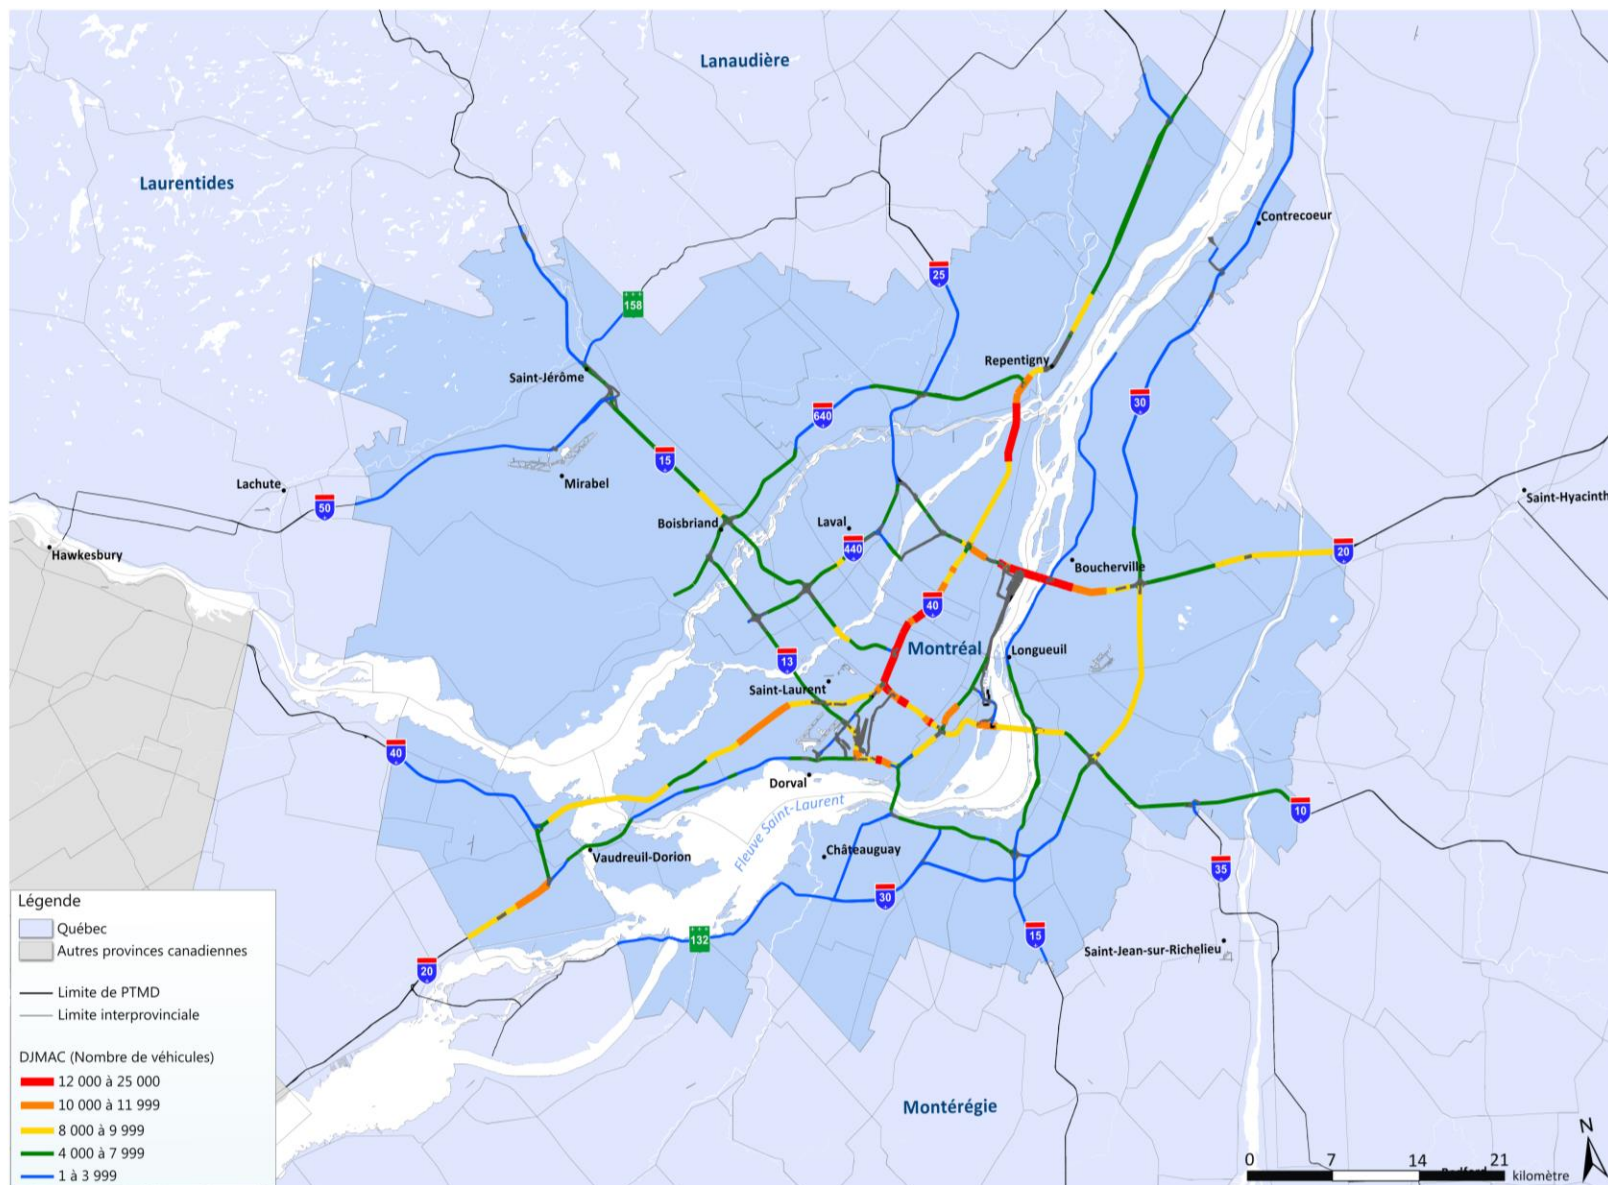 Lanaudière
Laurentides
Contrecoeur
25
158
Repentigny
Saint-Jérôme
30
640
15
Mirabel
Lachute
50
Saint-Hyacinth
Boisbriand
Laval
440
Hawkesbury
20
Boucherville
40
Montréal
Longueuil
13
Saint-Laurent
40
Dorval
Fleuve Saint-Laurent
10
Vaudreuil-Dorion
Châteauguay
35
30
132
15
Saint-Jean-sur-Richelieu
20
Montérégie
Légende
Québec
Autres provinces canadiennes
Limite de PTMD
Limite interprovinciale
DJMAC (Nombre de véhicules)
12 000 à 25 000
10 000 à 11 999
8 000 à 9 999
4 000 à 7 999
1 à 3 999
N
0 7 14 21
kilomètre